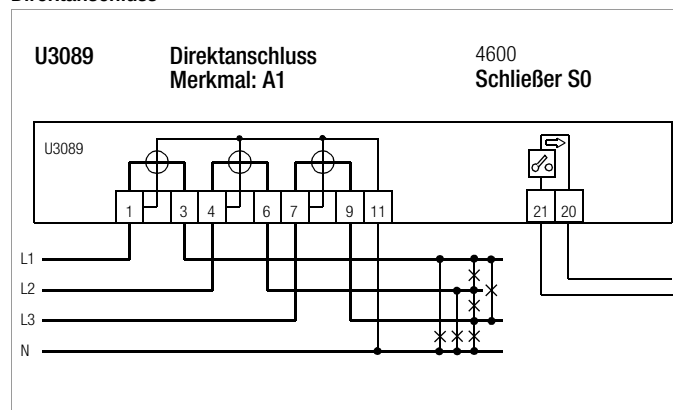 U3089 Direktanschluss 4600
Merkmal: A1 Schließer S0
U3089
1 3 4 6 7 9 11 21 20
L1
L2
L3
N